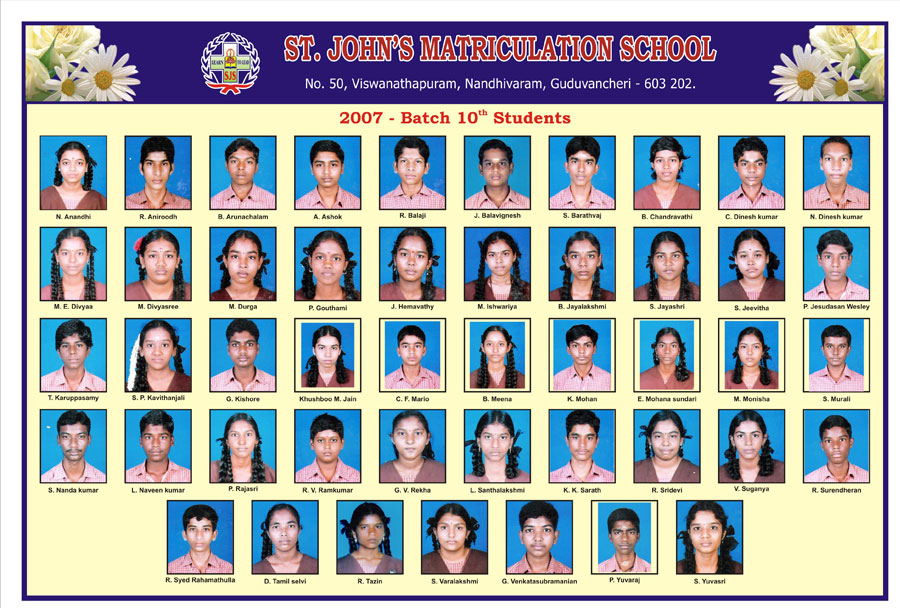 LEARN TO LEAD
SJS
ST. JOHN'S MATRICULATION SCHOOL
No. 50, Viswanathapuram, Nandhivaram, Guduvancheri - 603 202.
2007 - Batch 10th Students
N. Anandhi R. Aniroodh B. Arunachalam A. Ashok R. Balaji J. Balavignesh S. Barathvaj B. Chandravathi C. Dinesh kumar N. Dinesh kumar
M. E. Divyaa M. Divyasree M. Durga P. Gouthami J. Hemavathy M. Ishwariya B. Jayalakshmi S. Jayashri S. Jeevitha P. Jesudasan Wesley
T. Karuppasamy S. P. Kavithanjali G. Kishore Khushboo M. Jain C. F. Mario B. Meena K. Mohan E. Mohana sundari M. Monisha S. Murali
S. Nanda kumar L. Naveen kumar P. Rajasri R. V. Ramkumar G. V. Rekha L. Santhalakshmi K. K. Sarath R. Sridevi V. Suganya R. Surendheran
R. Syed Rahamathulla D. Tamil selvi R. Tazin S. Varalakshmi G. Venkatasubramanian P. Yuvaraj S. Yuvasri